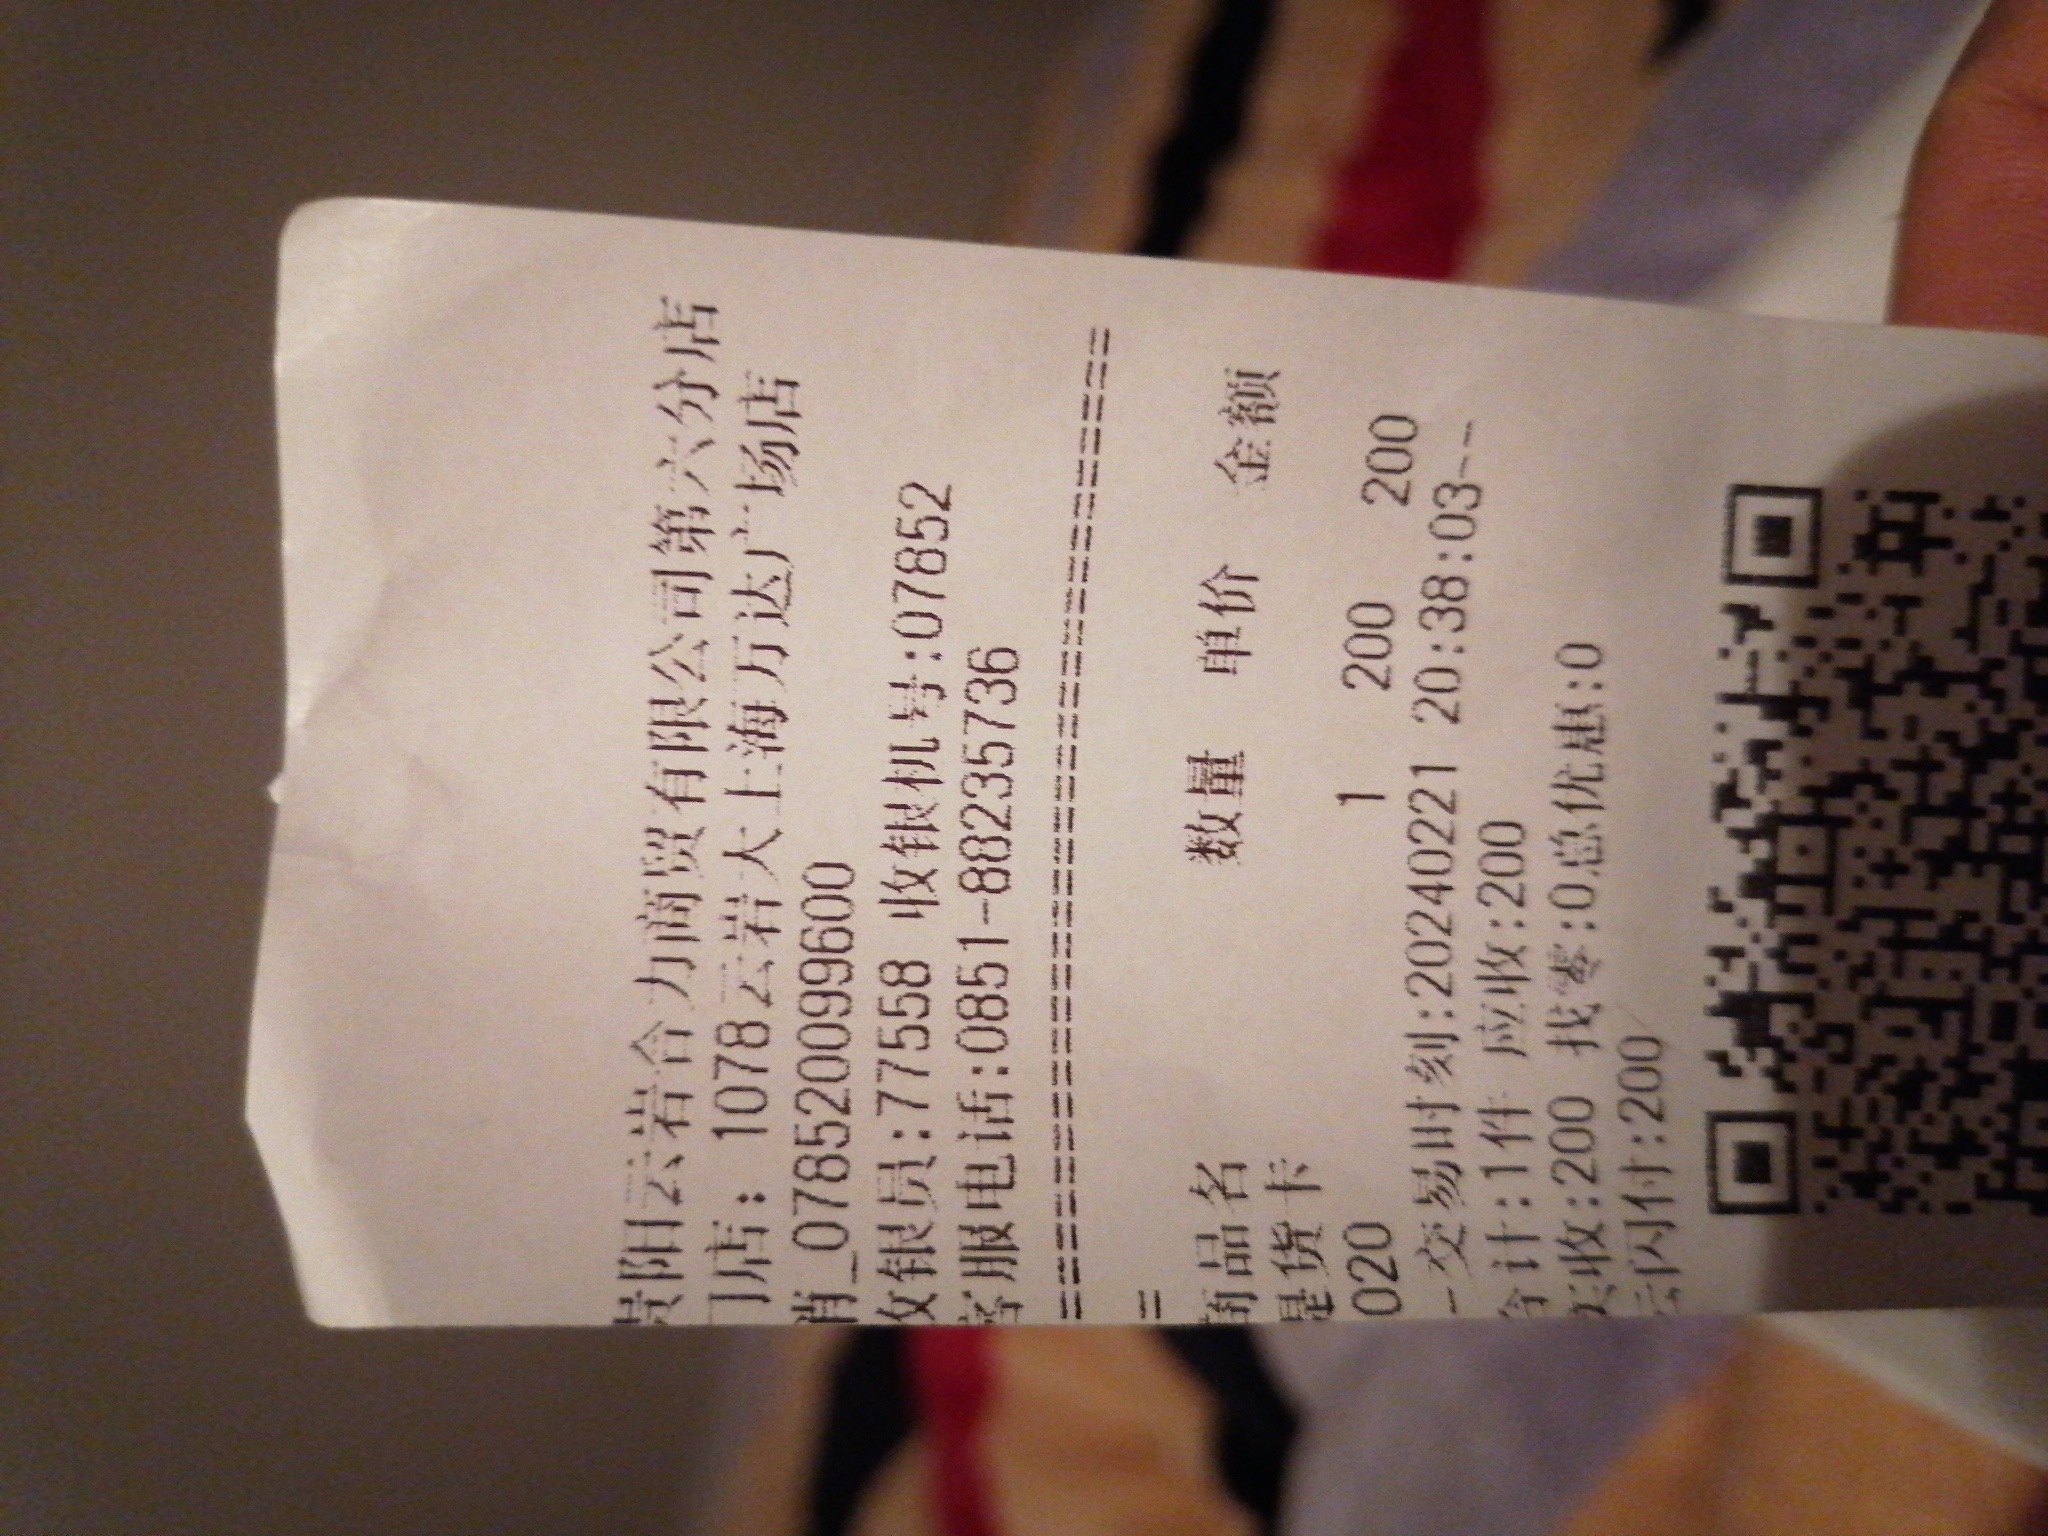 贵阳云岩合力商贸有限公司第六分店
门店: 1078云岩大上海万达广场店
销_078520099600
收银员:77558 收银机号:07852
客服电话:0851-88235736
=====================================
=
商品名 数量 单价 金额
提货卡
020 1 200 200
-交易时刻:20240221 20:38:03--
合计:1件 应收:200
实收:200 找零:0总优惠:0
云闪付:200